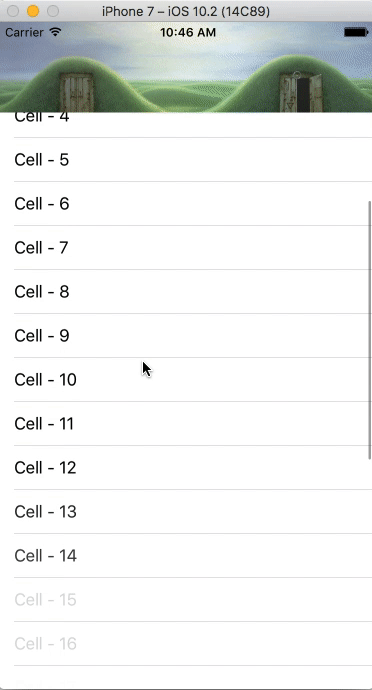 iPhone 7 – iOS 10.2 (14C89)
Carrier 10:46 AM
Cell - 4
Cell - 5
Cell - 6
Cell - 7
Cell - 8
Cell - 9
Cell - 10
Cell - 11
Cell - 12
Cell - 13
Cell - 14
Cell - 15
Cell - 16